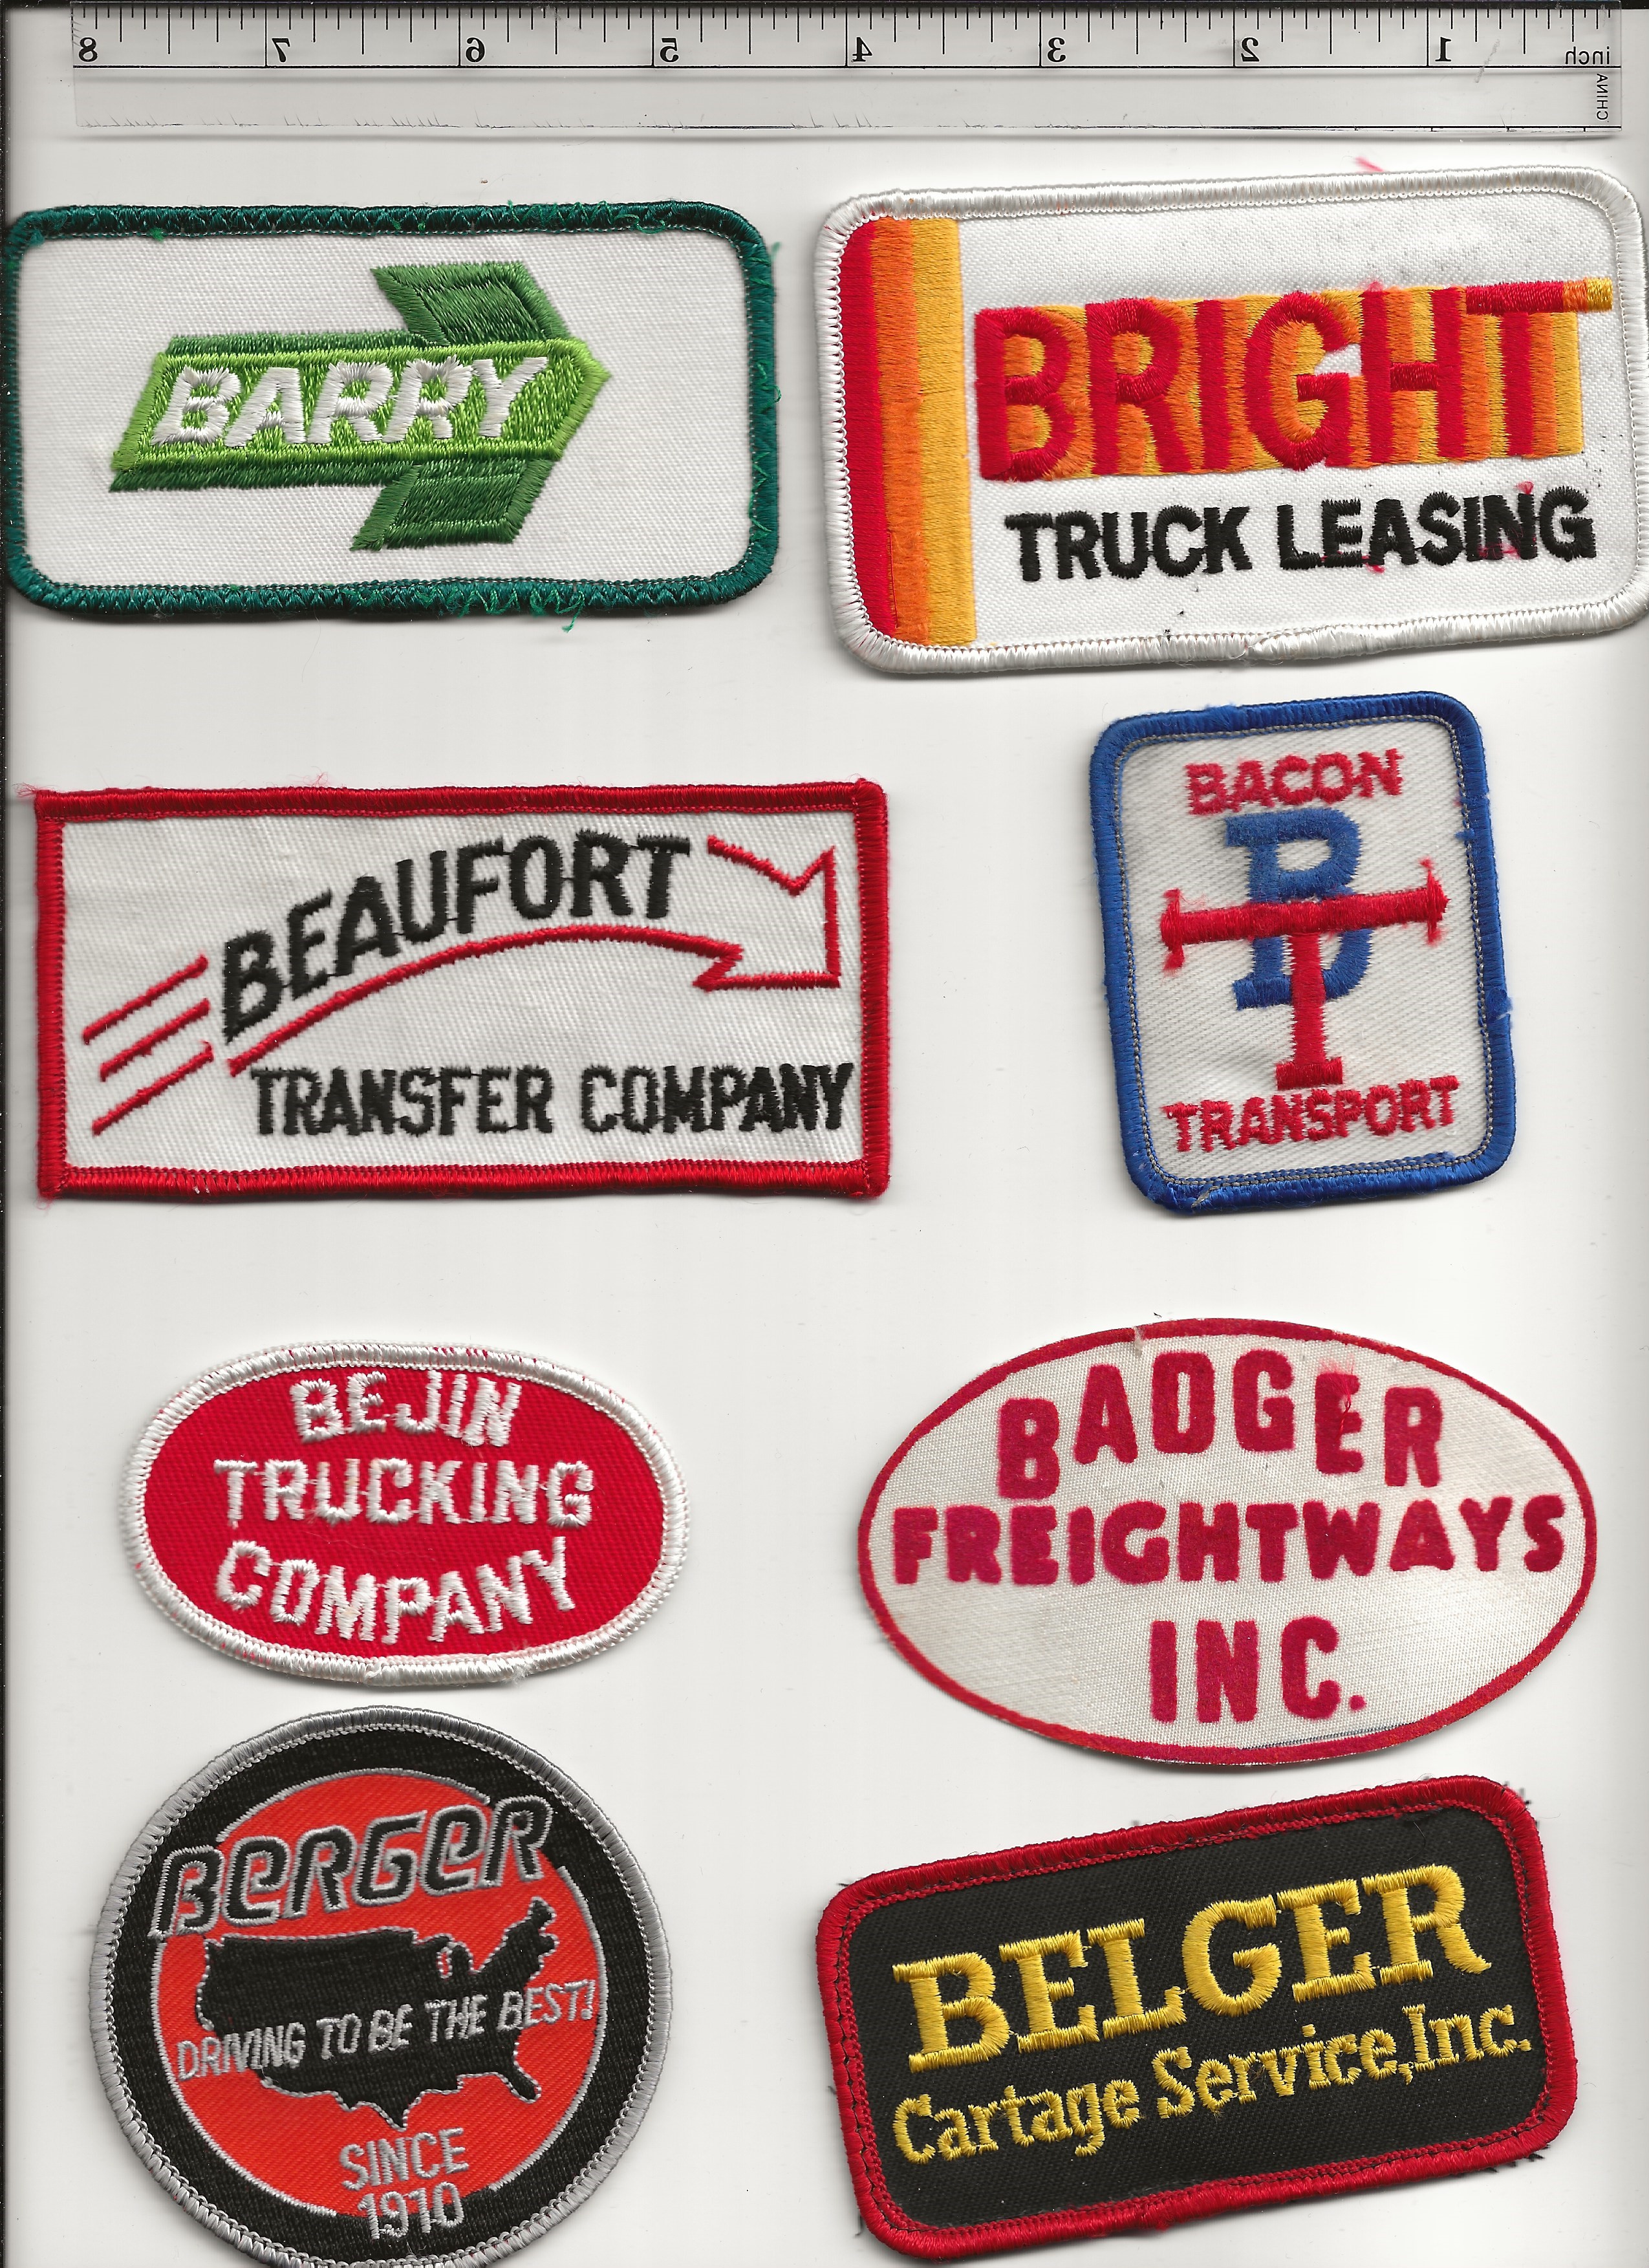 8 7 6 5 4 3 2 1 inch
CHINA
BARRY
BRIGHT
TRUCK LEASING
BEAUFORT
TRANSFER COMPANY
BACON
BT
TRANSPORT
BEJIN
TRUCKING
COMPANY
BADGER
FREIGHTWAYS
INC.
BERGER
DRIVING TO BE THE BEST!
SINCE
1910
BELGER
Cartage Service, Inc.